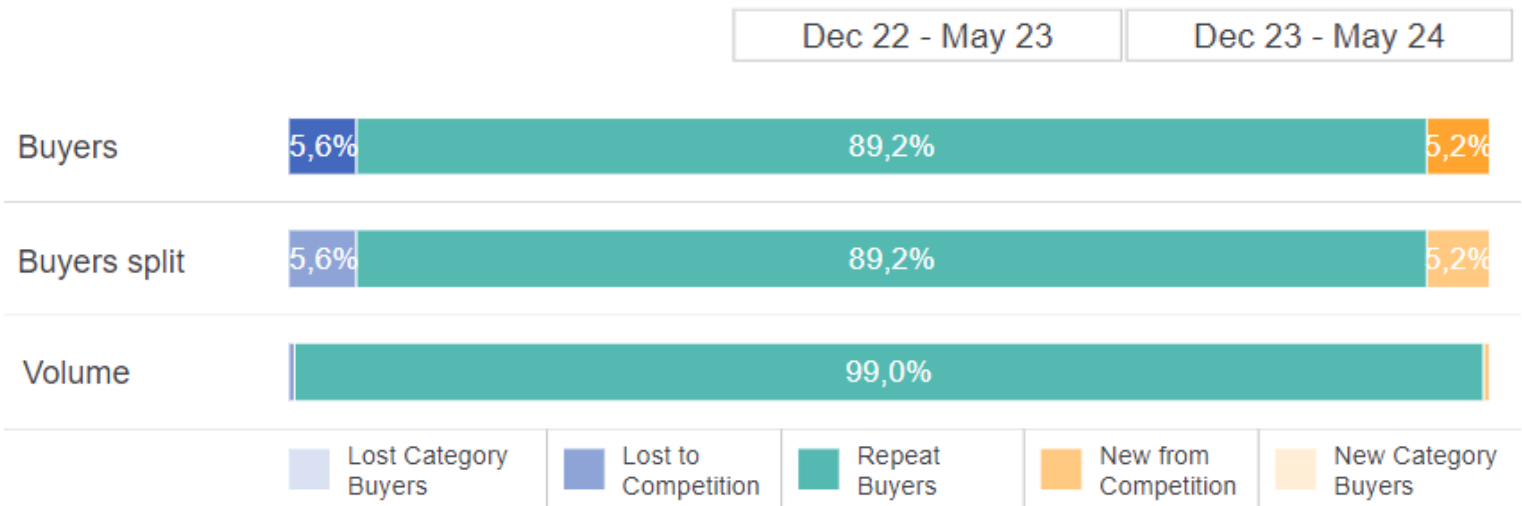 Dec 22 - May 23
Dec 23 - May 24
Buyers
5,6%
89,2%
5,2%
Buyers split
5,6%
89,2%
5,2%
Volume
99,0%
Lost Category
Buyers
Lost to
Competition
Repeat
Buyers
New from
Competition
New Category
Buyers